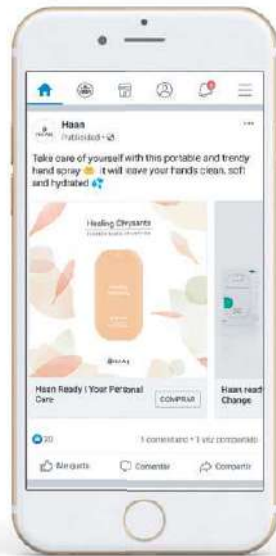 Haan
Publicidad
Take care of yourself with this portable and trendy
hand spray it will leave your hands clean, soft
and hydrated
Healing Chrysants
Haan Ready | Your Personal
Care
COMPRAR
Haan ready
Change
20
1 comentario • 1 vez compartido
Me gusta
Comentar
Compartir